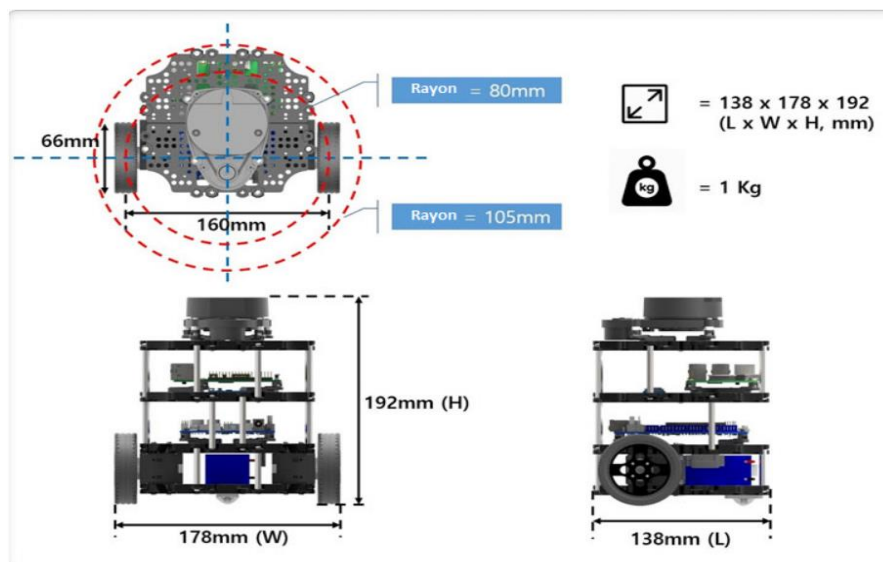 Rayon = 80mm
= 138 x 178 x 192
(L x W x H, mm)
66mm
kg
= 1 Kg
160mm
Rayon = 105mm
192mm (H)
178mm (W)
138mm (L)